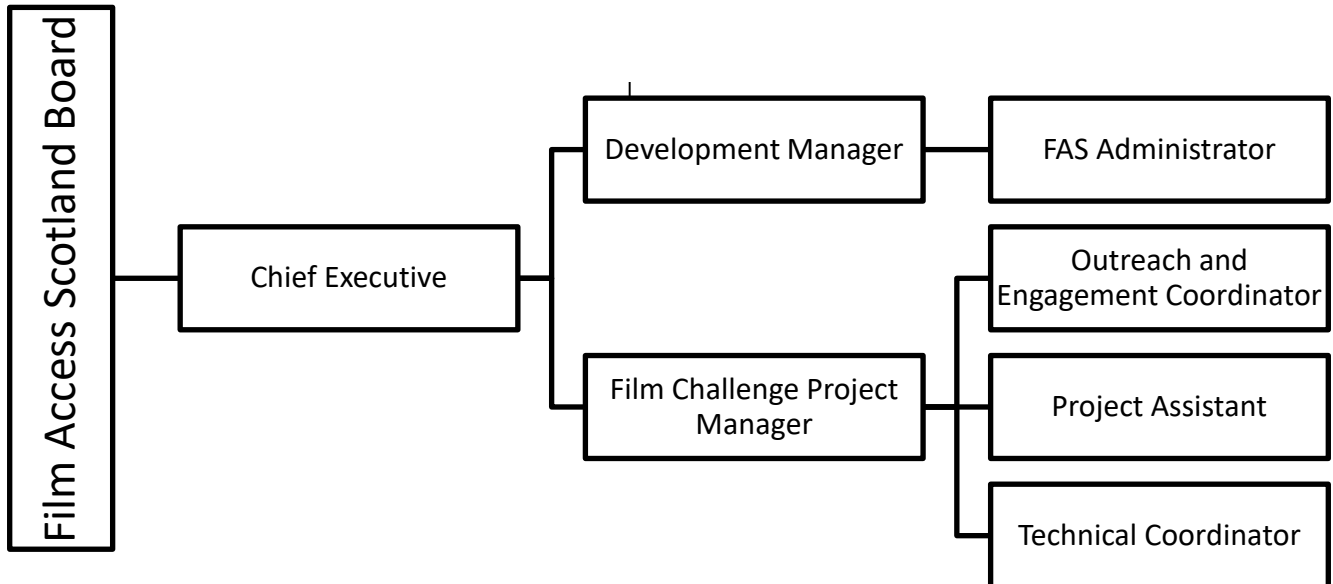 Film Access Scotland Board
Chief Executive
Development Manager
Film Challenge Project
Manager
FAS Administrator
Outreach and
Engagement Coordinator
Project Assistant
Technical Coordinator